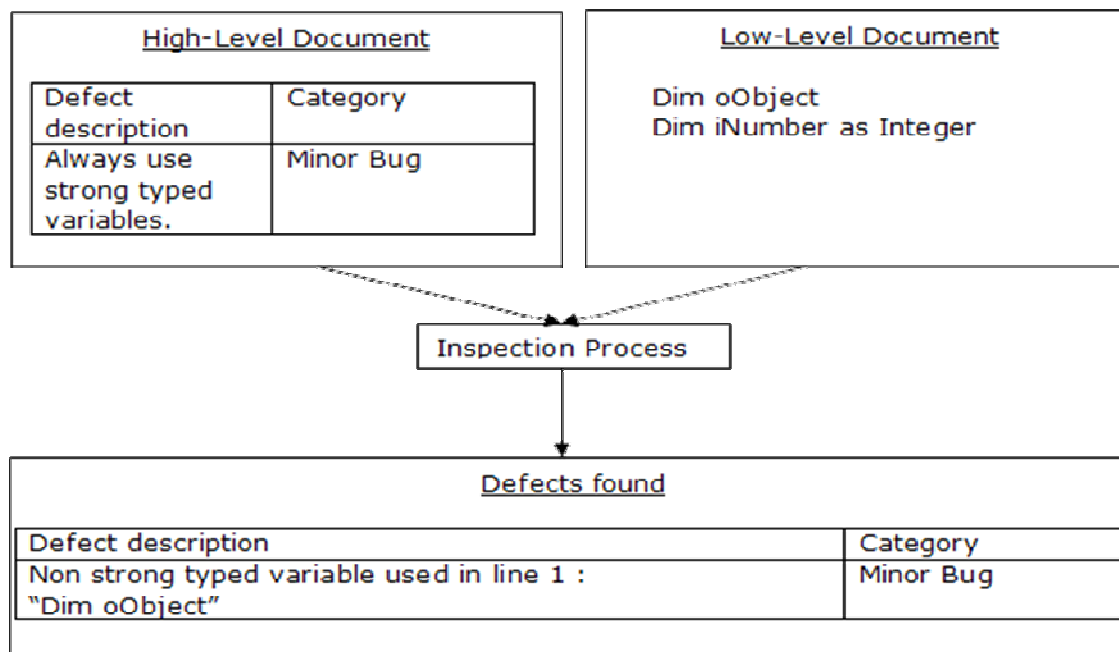 High-Level Document
Defect description
Category
Always use strong typed variables.
Minor Bug
Low-Level Document
Dim oObject
Dim iNumber as Integer
Inspection Process
Defects found
Defect description
Category
Non strong typed variable used in line 1 :
“Dim oObject”
Minor Bug